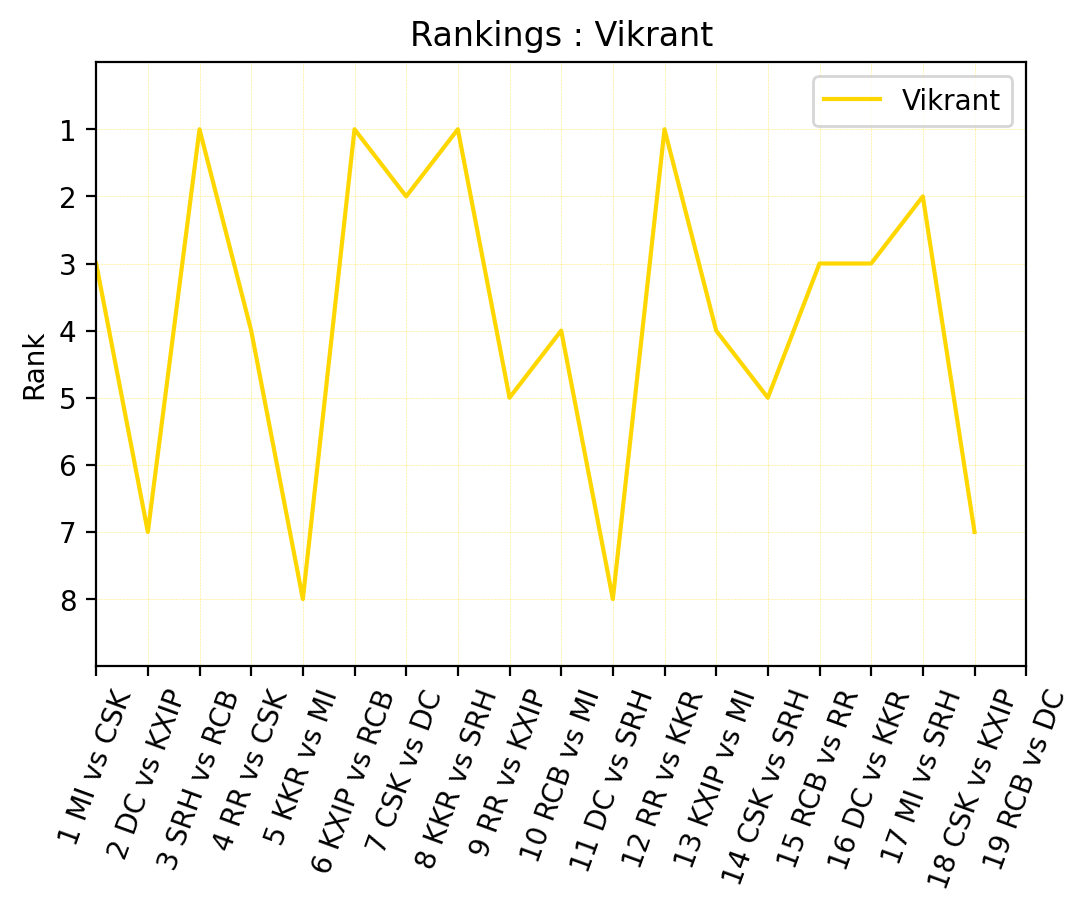 Rankings : Vikrant
Vikrant
Rank
1
2
3
4
5
6
7
8
1 MI vs CSK
2 DC vs KXIP
3 SRH vs RCB
4 RR vs CSK
5 KKR vs MI
6 KXIP vs RCB
7 CSK vs DC
8 KKR vs SRH
9 RR vs KXIP
10 RCB vs MI
11 DC vs SRH
12 RR vs KKR
13 KXIP vs MI
14 CSK vs SRH
15 RCB vs RR
16 DC vs KKR
17 MI vs SRH
18 CSK vs KXIP
19 RCB vs DC